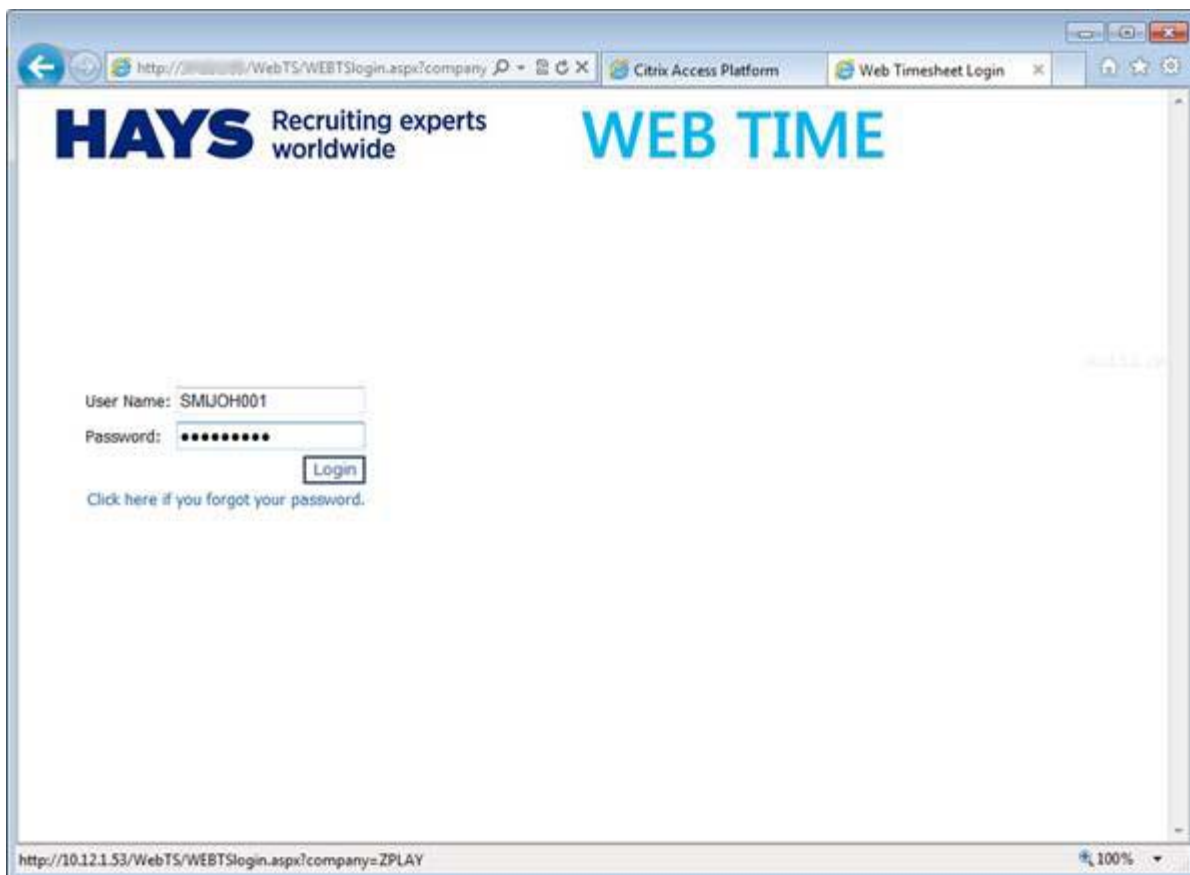 http:// /WebTS/WEBTSlogin.aspx?company
Citrix Access Platform
Web Timesheet Login
HAYS Recruiting experts worldwide
WEB TIME
User Name: SMIJOH001
Password: •••••••••
Login
Click here if you forgot your password.
http://10.12.1.53/WebTS/WEBTSlogin.aspx?company=ZPLAY
100%